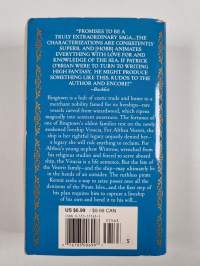 "PROMISES TO BE A
TRULY EXTRAORDINARY SAGA...THE
CHARACTERIZATIONS ARE CONSISTENTLY
SUPERB, AND [HOBB] ANIMATES
EVERYTHING WITH LOVE FOR AND
KNOWLEDGE OF THE SEA. IF PATRICK
O'BRIAN WERE TO TURN TO WRITING
HIGH FANTASY, HE MIGHT PRODUCE
SOMETHING LIKE THIS. KUDOS TO THE
AUTHOR AND ENCORE!"
—Booklist
Bingtown is a hub of exotic trade and home to a
merchant nobility famed for its liveships—rare
vessels carved from wizardwood, which ripens
magically into sentient awareness. The fortunes of one
of Bingtown's oldest families rest on the newly
awakened liveship Vivacia. For Althea Vestrit, the
ship is her rightful legacy unjustly denied her—
a legacy she will risk anything to reclaim. For
Althea's young nephew Wintrow, wrenched from
his religious studies and forced to serve aboard
ship, the Vivacia is a life sentence. But the fate of
the Vestrit family—and the ship—may ultimately lie
in the hands of an outsider. The ruthless pirate
Kennit seeks a way to seize power over all the
denizens of the Pirate Isles...and the first step of
his plan requires him to capture a liveship
of his own and bend it to his will...
US $6.99